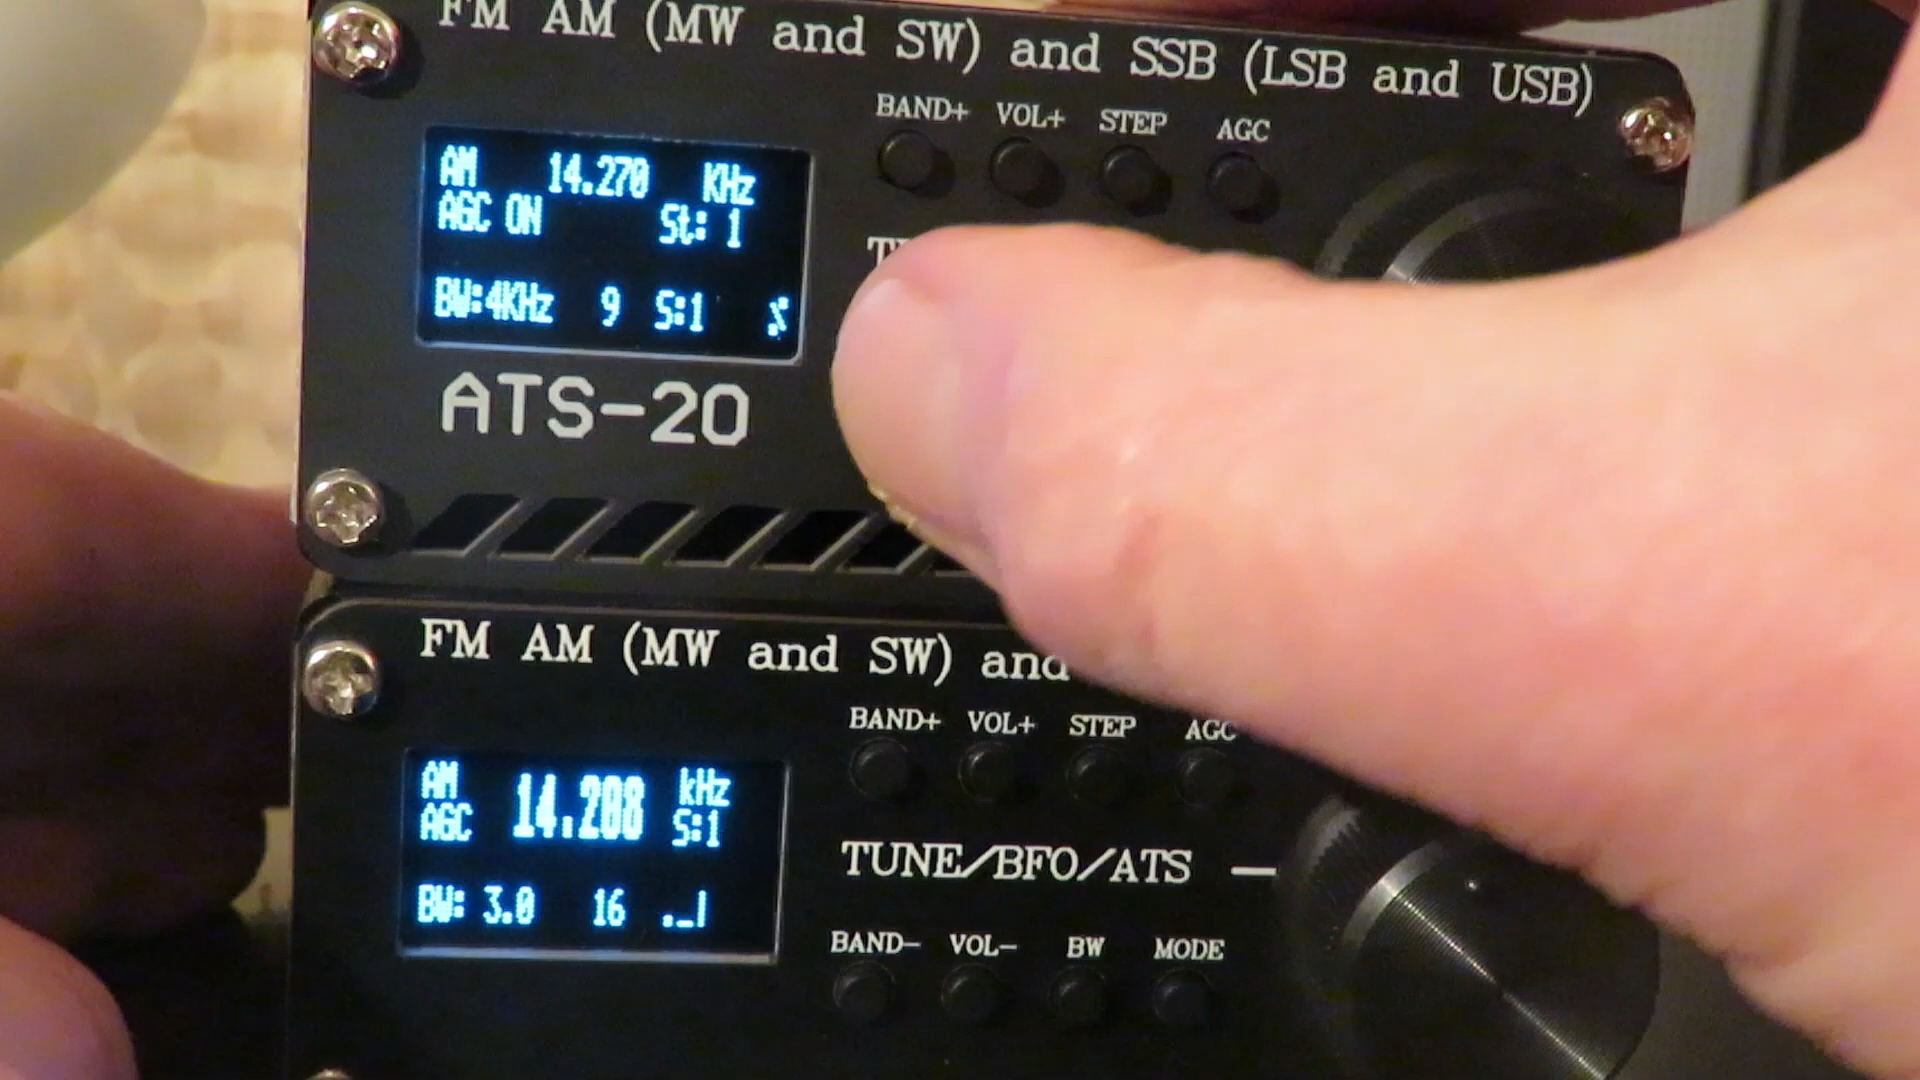 FM AM (MW and SW) and SSB (LSB and USB)
BAND+ VOL+ STEP AGC
AM 14.270 KHz
AGC ON St: 1
BW:4KHz 9 S:1
ATS-20
FM AM (MW and SW) and
BAND+ VOL+ STEP AGC
AM 14.208 kHz
AGC S:1
TUNE/BFO/ATS
BW: 3.0 16
BAND- VOL- BW MODE